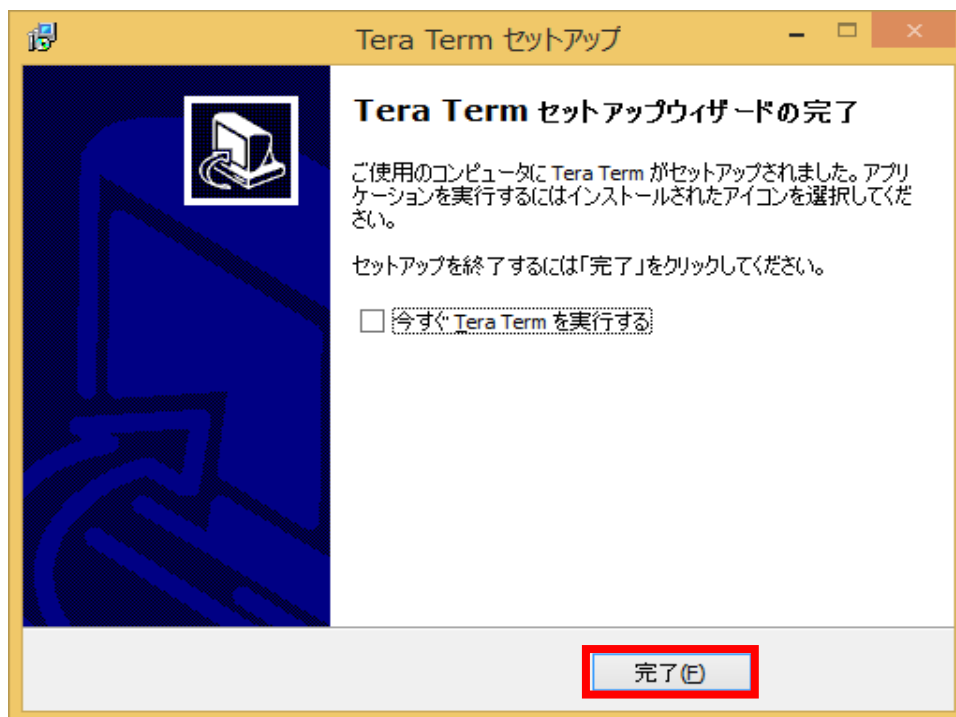 Tera Term セットアップ
Tera Term セットアップウィザードの完了
ご使用のコンピュータに Tera Term がセットアップされました。アプリ
ケーションを実行するにはインストールされたアイコンを選択してくだ
さい。
セットアップを終了するには「完了」をクリックしてください。
今すぐ Tera Term を実行する
完了(F)